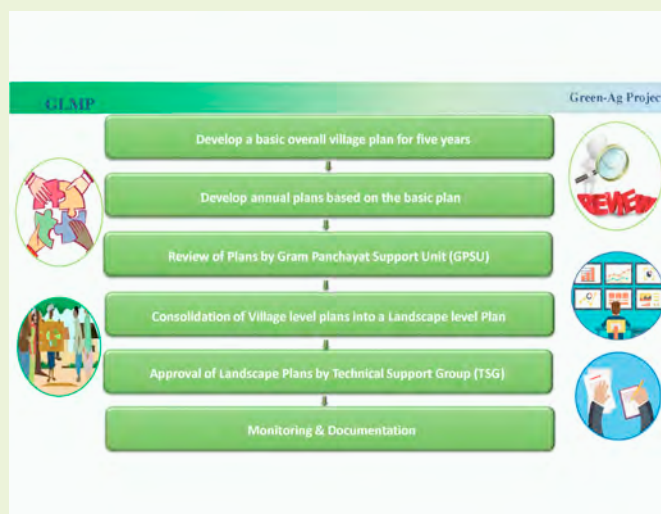 GLMP
Green-Ag Projec
Develop a basic overall village plan for five years
Develop annual plans based on the basic plan
REVIEW
Review of Plans by Gram Panchayat Support Unit (GPSU)
Consolidation of Village level plans into a Landscape level Plan
Approval of Landscape Plans by Technical Support Group (TSG)
Monitoring & Documentation